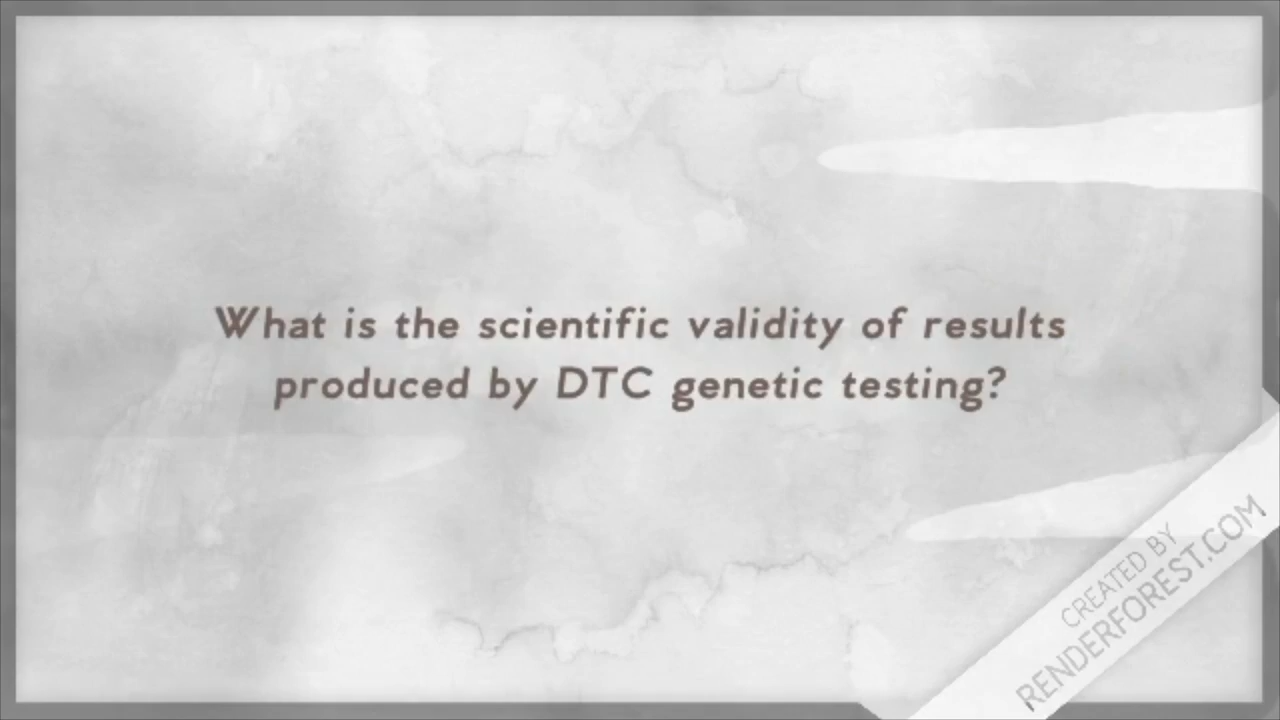 What is the scientific validity of results
produced by DTC genetic testing?
CREATED BY
RENDERFOREST.COM